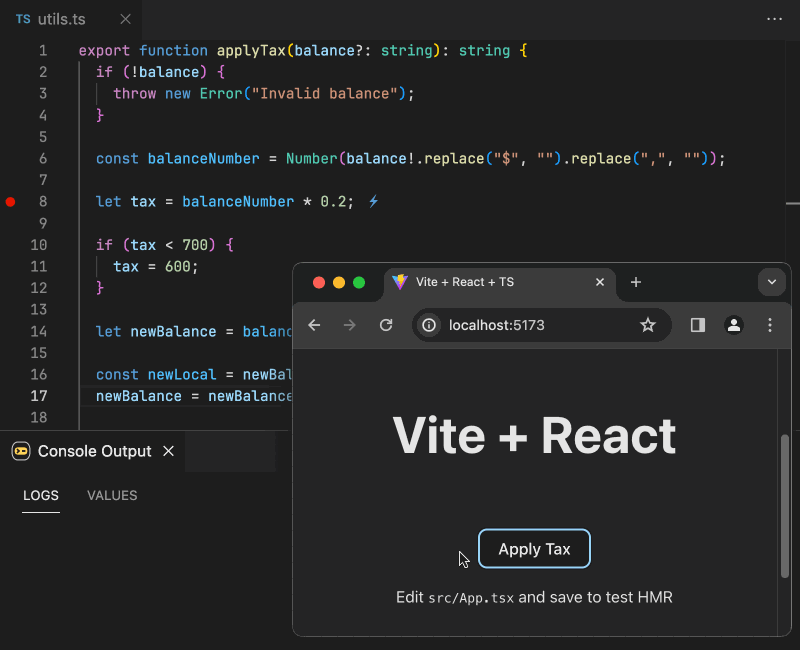 TS utils.ts
1 export function applyTax(balance?: string): string {
2 if (!balance) {
3 throw new Error("Invalid balance");
4 }
5
6 const balanceNumber = Number(balance!.replace("$", "").replace(",", ""));
7
8 let tax = balanceNumber * 0.2;
9
10 if (tax < 700) {
11 tax = 600;
12 }
13
14 let newBalance = balanc
15
16 const newLocal = newBal
17 newBalance = newBalance
18
Console Output
LOGS VALUES
Vite + React + TS
localhost:5173
Vite + React
Apply Tax
Edit src/App.tsx and save to test HMR